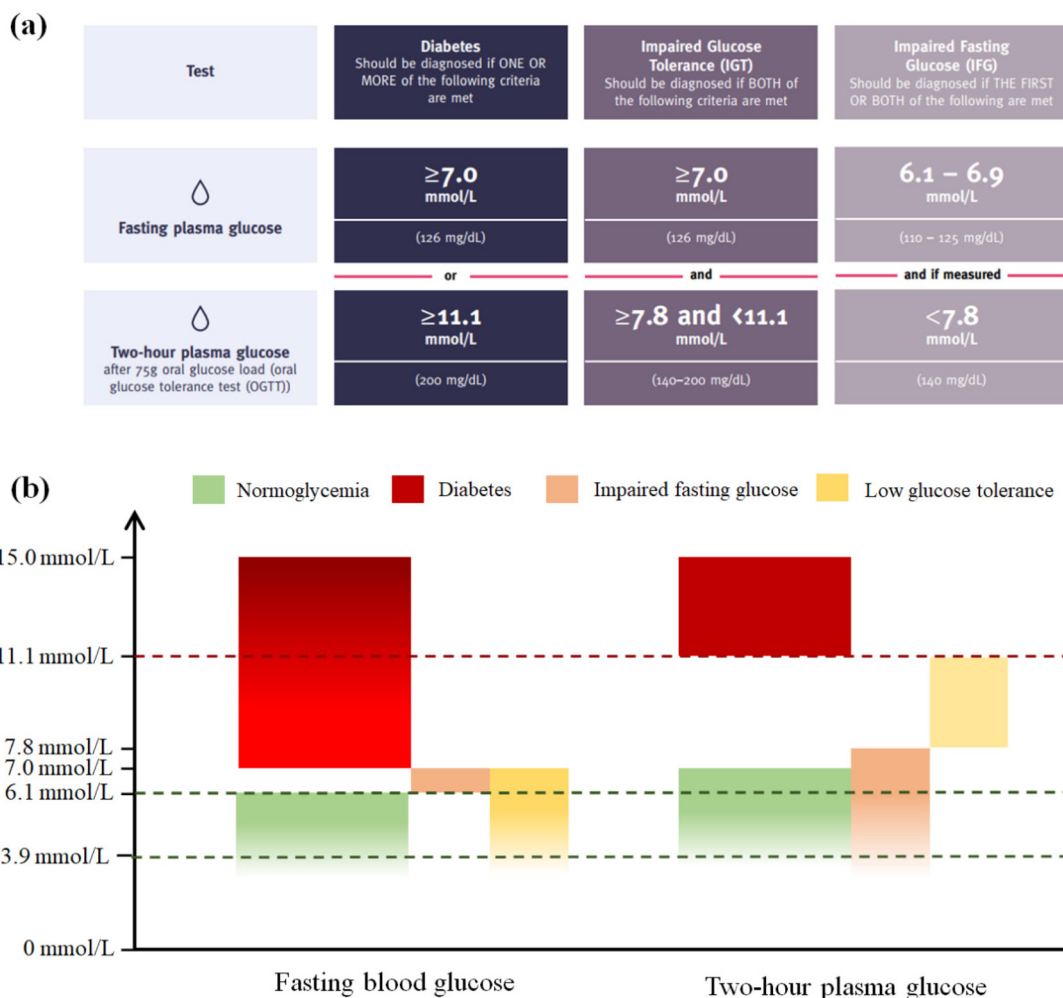 (a)
Test
Diabetes
Should be diagnosed if ONE OR
MORE of the following criteria
are met
Impaired Glucose
Tolerance (IGT)
Should be diagnosed if BOTH of
the following criteria are met
Impaired Fasting
Glucose (IFG)
Should be diagnosed if THE FIRST
OR BOTH of the following are met
Fasting plasma glucose
≥7.0
mmol/L
(126 mg/dL)
≥7.0
mmol/L
(126 mg/dL)
6.1 – 6.9
mmol/L
(110 – 125 mg/dL)
or
and
and if measured
Two-hour plasma glucose
after 75g oral glucose load (oral
glucose tolerance test (OGTT))
≥11.1
mmol/L
(200 mg/dL)
≥7.8 and <11.1
mmol/L
(140–200 mg/dL)
<7.8
mmol/L
(140 mg/dL)
(b)
Normoglycemia
Diabetes
Impaired fasting glucose
Low glucose tolerance
15.0 mmol/L
11.1 mmol/L
7.8 mmol/L
7.0 mmol/L
6.1 mmol/L
3.9 mmol/L
0 mmol/L
Fasting blood glucose
Two-hour plasma glucose